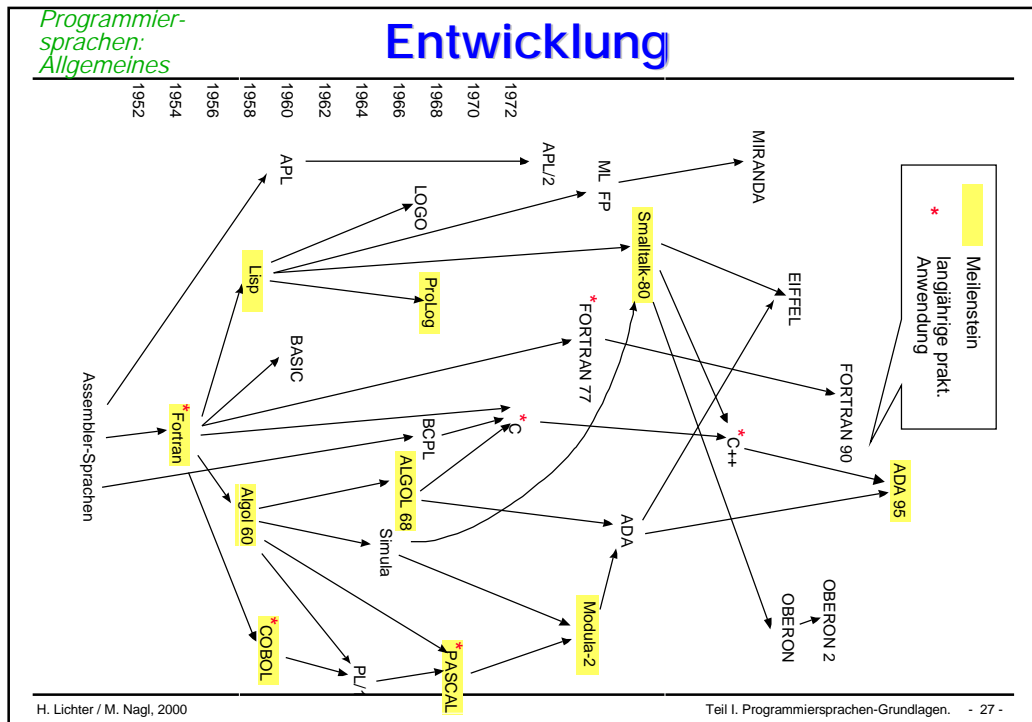 Programmier-
sprachen:
Allgemeines
Entwicklung
1952
1954
1956
1958
1960
1962
1964
1966
1968
1970
1972
Meilenstein
* langjährige prakt.
Anwendung
MIRANDA
APL
APL/2
ML FP
LOGO
Smalltalk-80
EIFFEL
Lisp
ProLog
*FORTRAN 77
BASIC
FORTRAN 90
Assembler-Sprachen
*Fortran
BCPL
*C
*C++
ADA 95
ALGOL 68
Algol 60
Simula
ADA
Modula-2
OBERON 2
OBERON
*COBOL
PL/1
*PASCAL
H. Lichter / M. Nagl, 2000
Teil I. Programmiersprachen-Grundlagen. - 27 -